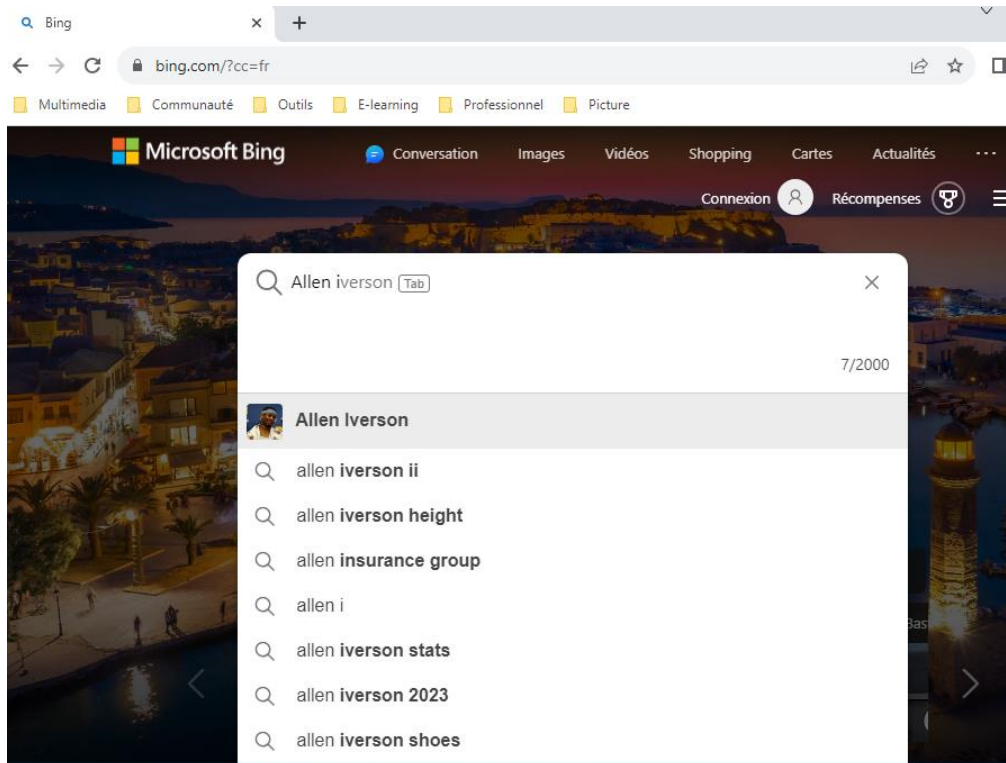 Bing
bing.com/?cc=fr
Multimedia Communauté Outils E-learning Professionnel Picture
Microsoft Bing Conversation Images Vidéos Shopping Cartes Actualités ...
Connexion Récompenses
Allen iverson Tab
7/2000
Allen Iverson
allen iverson ii
allen iverson height
allen insurance group
allen i
allen iverson stats
allen iverson 2023
allen iverson shoes